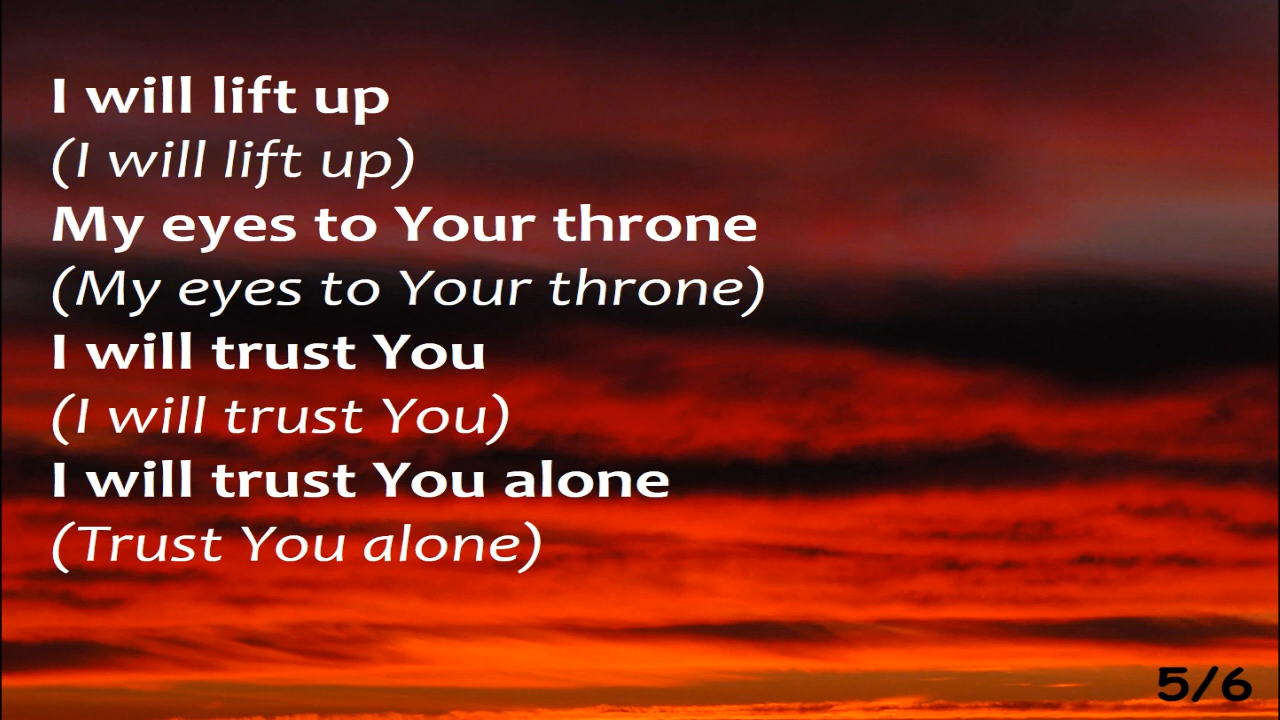 I will lift up
(I will lift up)
My eyes to Your throne
(My eyes to Your throne)
I will trust You
(I will trust You)
I will trust You alone
(Trust You alone)
5/6